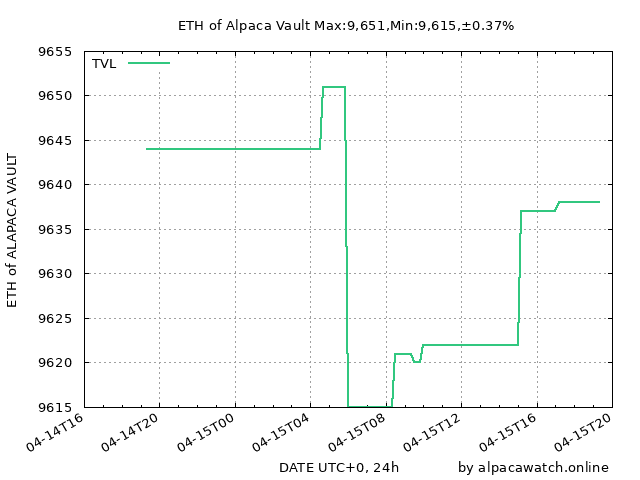 ETH of Alpaca Vault Max:9,651,Min:9,615,±0.37%
TVL
9655
9650
9645
9640
9635
9630
9625
9620
9615
ETH of ALAPACA VAULT
04-14T16
04-14T20
04-15T00
04-15T04
04-15T08
04-15T12
04-15T16
04-15T20
DATE UTC+0, 24h
by alpacawatch.online